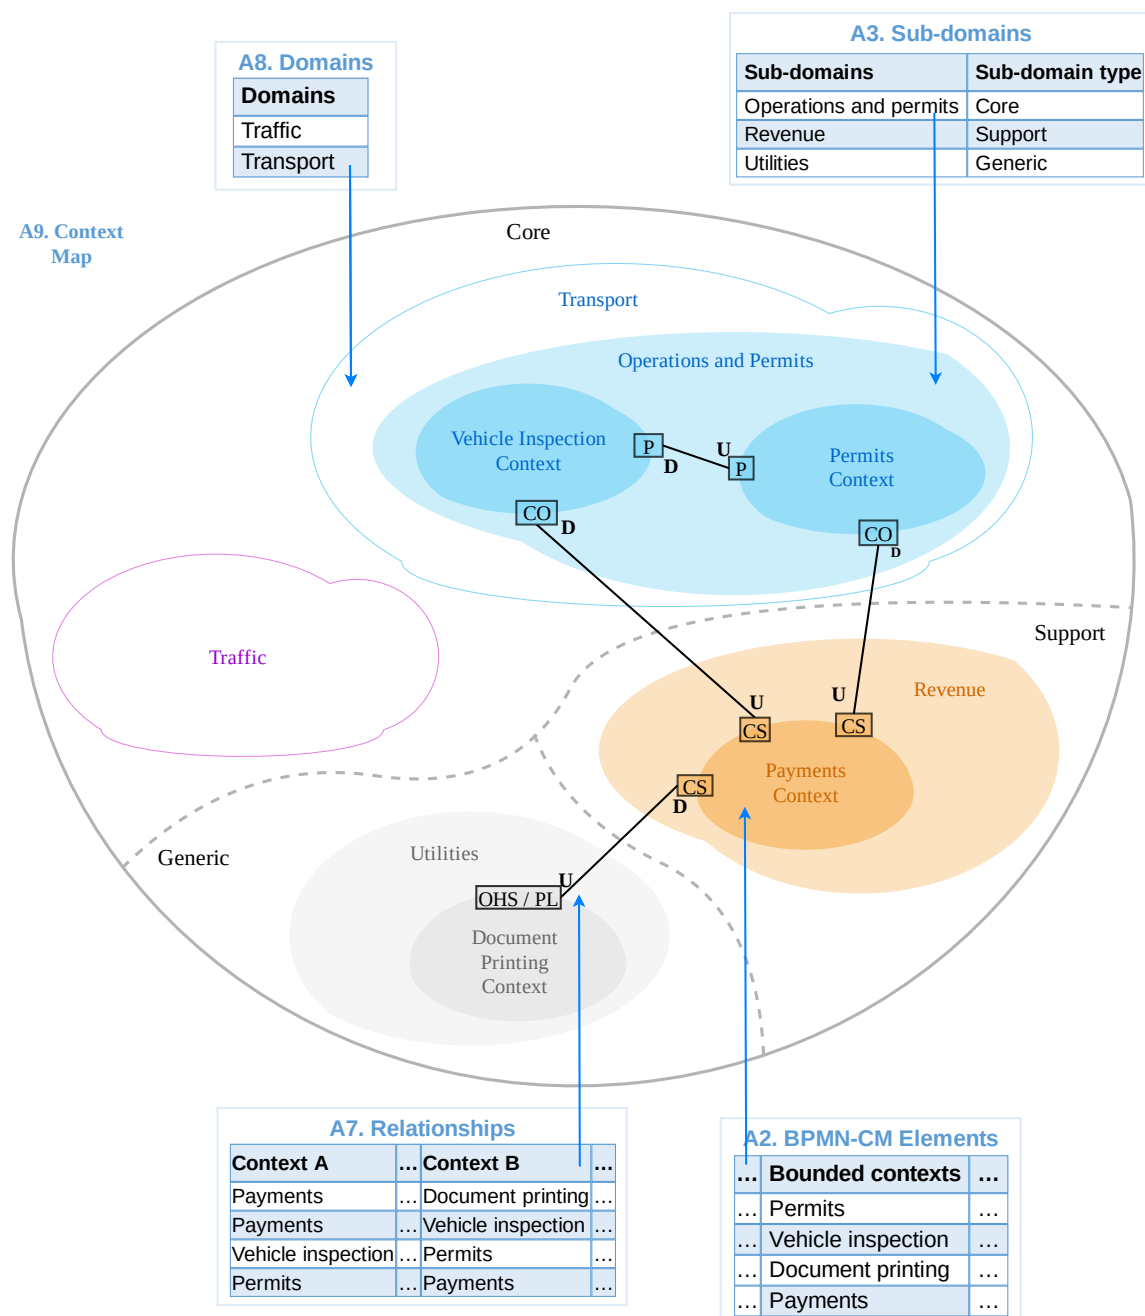 A8. Domains
Domains
Traffic
Transport
A3. Sub-domains
Sub-domains Sub-domain type
Operations and permits Core
Revenue Support
Utilities Generic
A9. Context
Map
Core
Transport
Operations and Permits
Vehicle Inspection
Context
P
D
U
P
Permits
Context
CO
D
CO
D
Traffic
Support
Revenue
U
CS
U
CS
Payments
Context
CS
D
Generic
Utilities
U
OHS / PL
Document
Printing
Context
A7. Relationships
Context A ... Context B ...
Payments ... Document printing ...
Payments ... Vehicle inspection ...
Vehicle inspection ... Permits ...
Permits ... Payments ...
A2. BPMN-CM Elements
... Bounded contexts ...
... Permits ...
... Vehicle inspection ...
... Document printing ...
... Payments ...